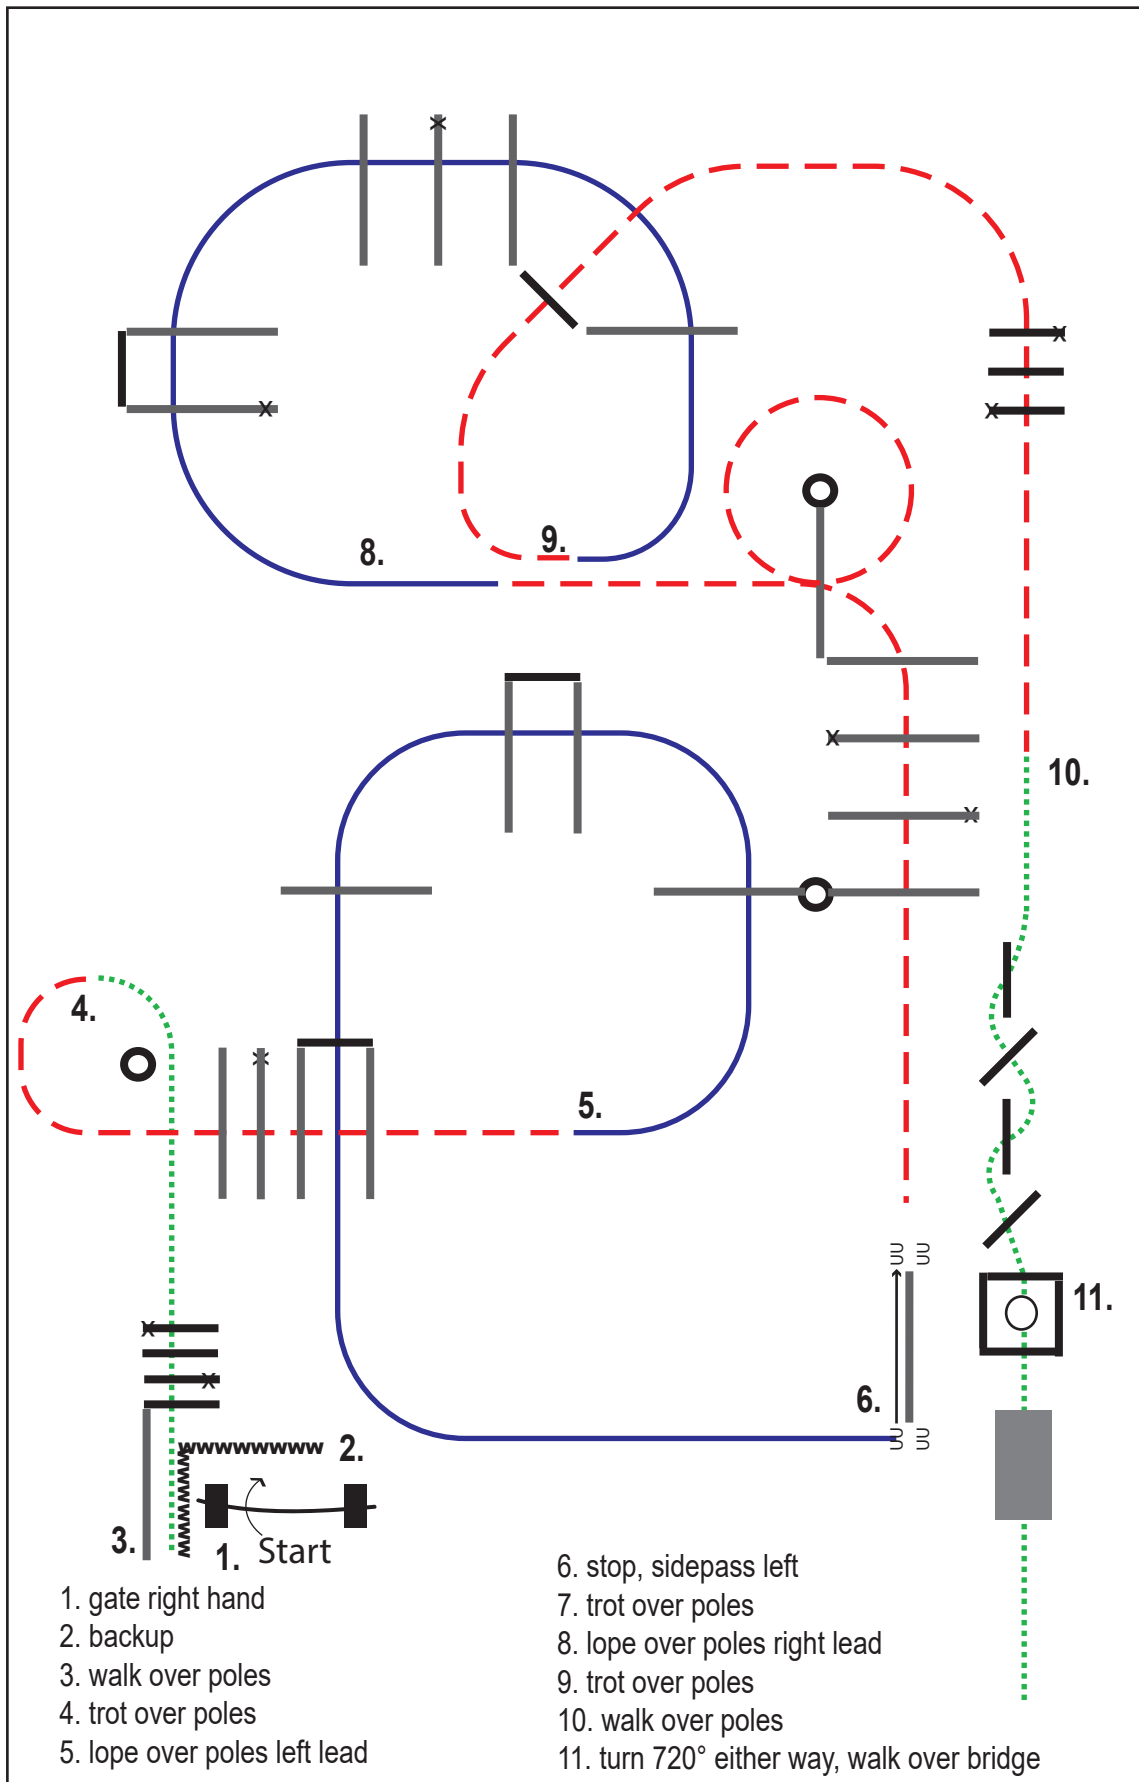 8.
9.
10.
4.
5.
11.
6.
2.
3.
1. Start
1. gate right hand
2. backup
3. walk over poles
4. trot over poles
5. lope over poles left lead
6. stop, sidepass left
7. trot over poles
8. lope over poles right lead
9. trot over poles
10. walk over poles
11. turn 720° either way, walk over bridge